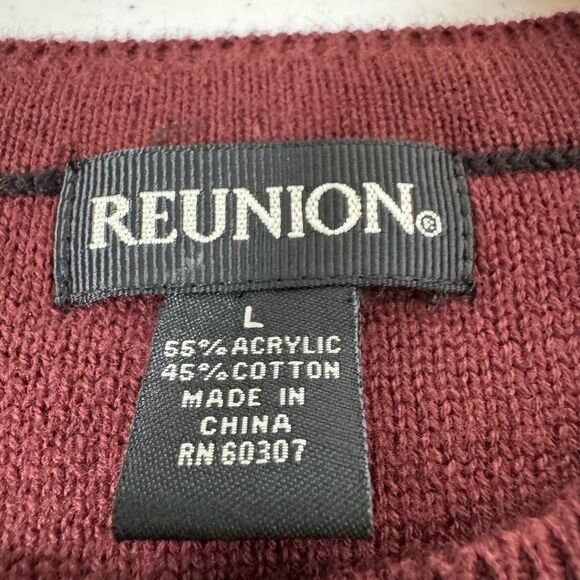 REUNION®
L
55% ACRYLIC
45% COTTON
MADE IN
CHINA
RN 60307